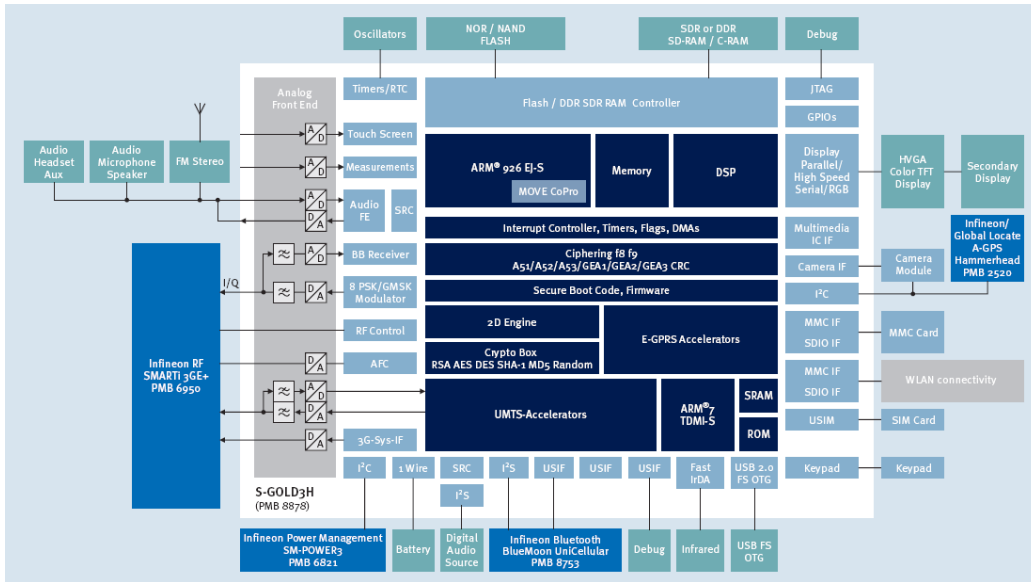 Oscillators
NOR / NAND
FLASH
SDR or DDR
SD-RAM / C-RAM
Debug
Analog
Front End
Timers/RTC
Flash / DDR SDR RAM Controller
JTAG
GPIOs
Audio
Headset
Aux
Audio
Microphone
Speaker
FM Stereo
A/D
Touch Screen
A/D
Measurements
A/D
D/A
Audio
FE
SRC
ARM® 926 EJ-S
MOVE CoPro
Memory
DSP
Display
Parallel/
High Speed
Serial/RGB
HVGA
Color TFT
Display
Secondary
Display
Interrupt Controller, Timers, Flags, DMAs
Multimedia
IC IF
Infineon/
Global Locate
A-GPS
Hammerhead
PMB 2520
≈
A/D
BB Receiver
Ciphering f8 f9
A51/A52/A53/GEA1/GEA2/GEA3 CRC
Camera IF
Camera
Module
I/Q
≈
D/A
8 PSK/GMSK
Modulator
Secure Boot Code, Firmware
I²C
Infineon RF
SMARTi 3GE+
PMB 6950
RF Control
2D Engine
E-GPRS Accelerators
MMC IF
SDIO IF
MMC Card
D/A
AFC
Crypto Box
RSA AES DES SHA-1 MD5 Random
MMC IF
SDIO IF
WLAN connectivity
≈
A/D
≈
D/A
UMTS-Accelerators
ARM®7
TDMI-S
SRAM
ROM
USIM
SIM Card
D/A
3G-Sys-IF
I²C
1 Wire
SRC
I²S
I²S
USIF
USIF
USIF
Fast
IrDA
USB 2.0
FS OTG
Keypad
Keypad
S-GOLD3H
(PMB 8878)
Infineon Power Management
SM-POWER3
PMB 6821
Battery
Digital
Audio
Source
Infineon Bluetooth
BlueMoon UniCellular
PMB 8753
Debug
Infrared
USB FS
OTG